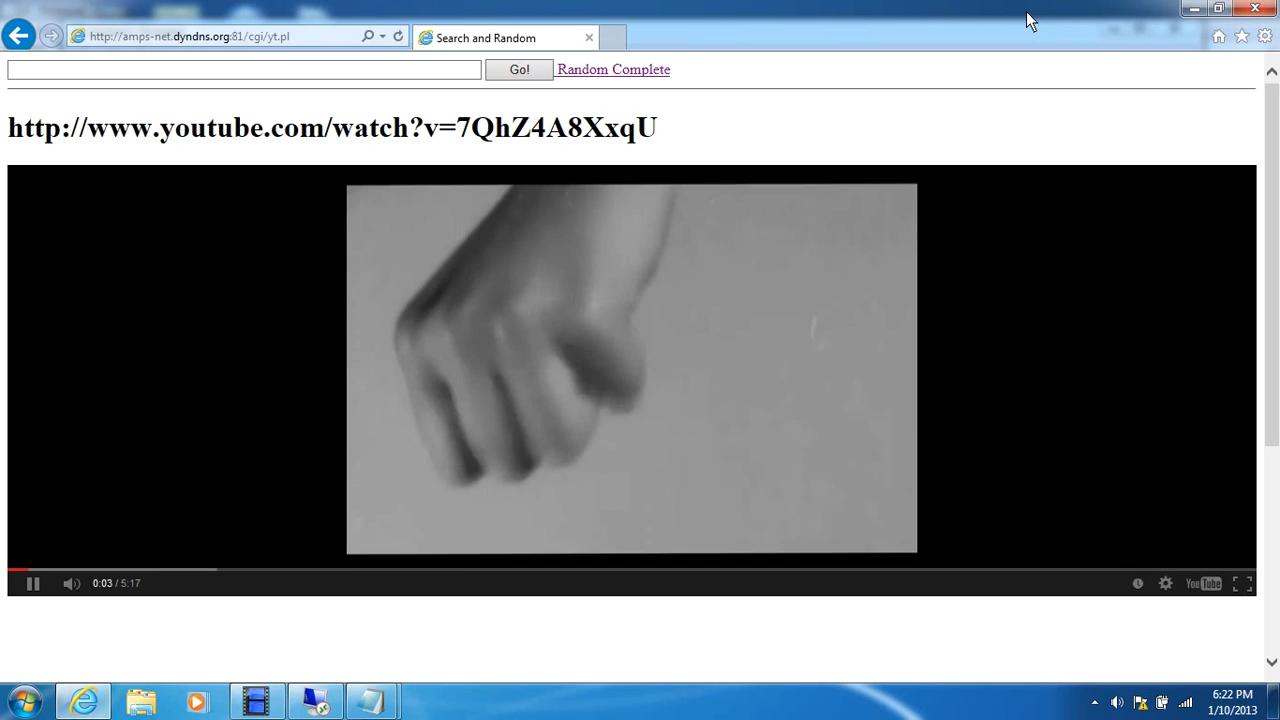 http://amps-net.dyndns.org:81/cgi/yt.pl
Search and Random
Go! Random Complete
http://www.youtube.com/watch?v=7QhZ4A8XxqU
0:03 / 5:17
YouTube
6:22 PM
1/10/2013